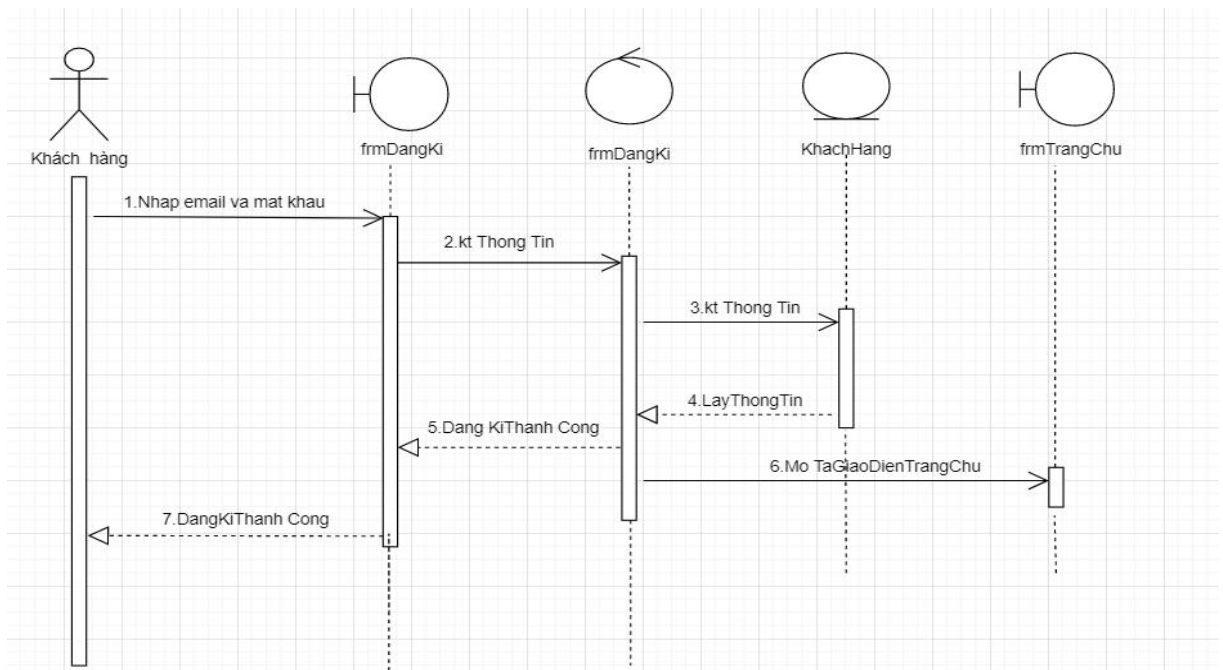 Khách hàng
frmDangKi
frmDangKi
KhachHang
frmTrangChu
1.Nhap email va mat khau
2.kt Thong Tin
3.kt Thong Tin
4.LayThongTin
5.Dang KiThanh Cong
6.Mo TaGiaoDienTrangChu
7.DangKiThanh Cong